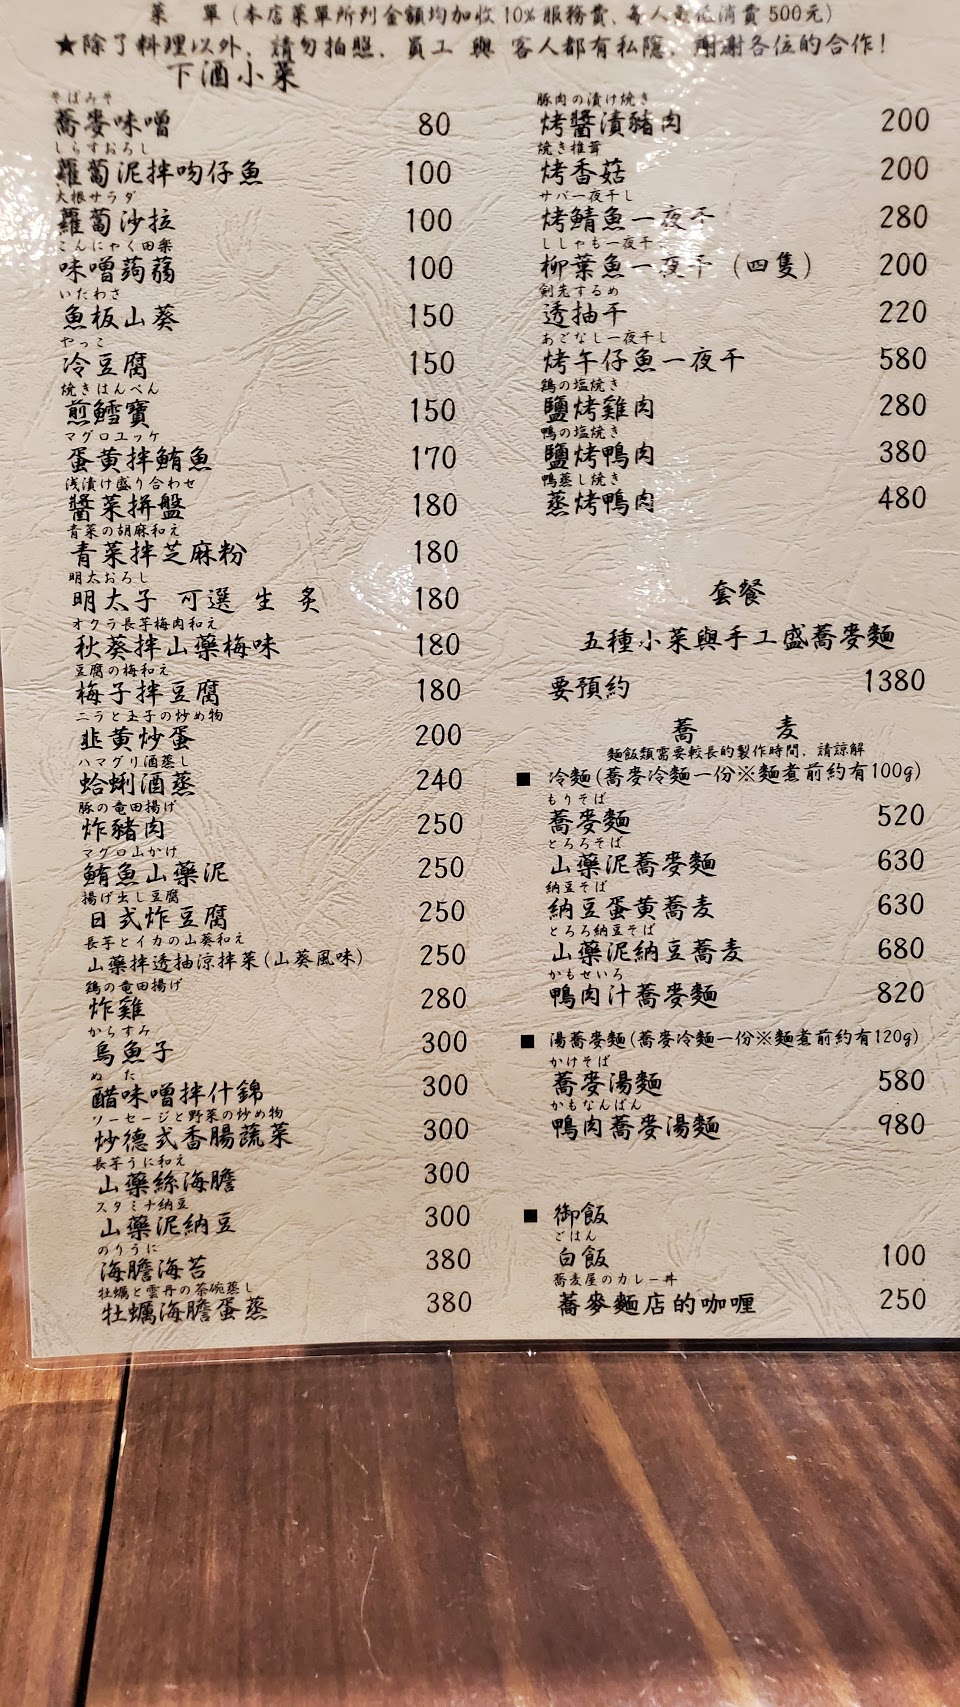 菜 單(本店菜單所列金額均加收10%服務費、每人最低消費500元)
★除了料理以外、請勿拍照、員工 與 客人都有私隱、謝謝各位的合作!
下酒小菜
そばみそ
蕎麥味噌 80
しらすおろし
蘿蔔泥拌吻仔魚 100
大根サラダ
蘿蔔沙拉 100
こんにゃく田楽
味噌蒟蒻 100
いたわさ
魚板山葵 150
やっこ
冷豆腐 150
焼きはんぺん
煎鱈寶 150
マグロユッケ
蛋黄拌鮪魚 170
浅漬け盛り合わせ
醬菜拼盤 180
青菜の胡麻和え
青菜拌芝麻粉 180
明太おろし
明太子 可選 生 炙 180
オクラ長芋梅肉和え
秋葵拌山藥梅味 180
豆腐の梅和え
梅子拌豆腐 180
ニラと玉子の炒め物
韭黄炒蛋 200
ハマグリ酒蒸し
蛤蜊酒蒸 240
豚の竜田揚げ
炸豬肉 250
マグロ山かけ
鮪魚山藥泥 250
揚げ出し豆腐
日式炸豆腐 250
長芋とイカの山葵和え
山藥拌透抽涼拌菜(山葵風味) 250
鶏の竜田揚げ
炸雞 280
からすみ
烏魚子 300
ぬた
醋味噌拌什錦 300
ソーセージと野菜の炒め物
炒德式香腸蔬菜 300
長芋うに和え
山藥絲海膽 300
スタミナ納豆
山藥泥納豆 300
のりうに
海膽海苔 380
牡蠣と雲丹の茶碗蒸し
牡蠣海膽蛋蒸 380
豚肉の漬け焼き
烤醬漬豬肉 200
焼き椎茸
烤香菇 200
サバ一夜干し
烤鯖魚一夜干 280
ししゃも一夜干
柳葉魚一夜干(四隻) 200
剣先するめ
透抽干 220
あごなし一夜干し
烤午仔魚一夜干 580
鶏の塩焼き
鹽烤雞肉 280
鴨の塩焼き
鹽烤鴨肉 380
鴨蒸し焼き
蒸烤鴨肉 480
套餐
五種小菜與手工盛蕎麥麵
要預約 1380
蕎 麦
麵飯類需要較長的製作時間、請諒解
■ 冷麵(蕎麥冷麵一份※麵煮前約有100g)
もりそば
蕎麥麵 520
とろろそば
山藥泥蕎麥麵 630
納豆そば
納豆蛋黄蕎麦 630
とろろ納豆そば
山藥泥納豆蕎麦 680
かもせいろ
鴨肉汁蕎麥麵 820
■ 湯蕎麥麵(蕎麥冷麵一份※麵煮前約有120g)
かけそば
蕎麥湯麵 580
かもなんばん
鴨肉蕎麥湯麵 980
■ 御飯
ごはん
白飯 100
蕎麦屋のカレー丼
蕎麥麵店的咖喱 250